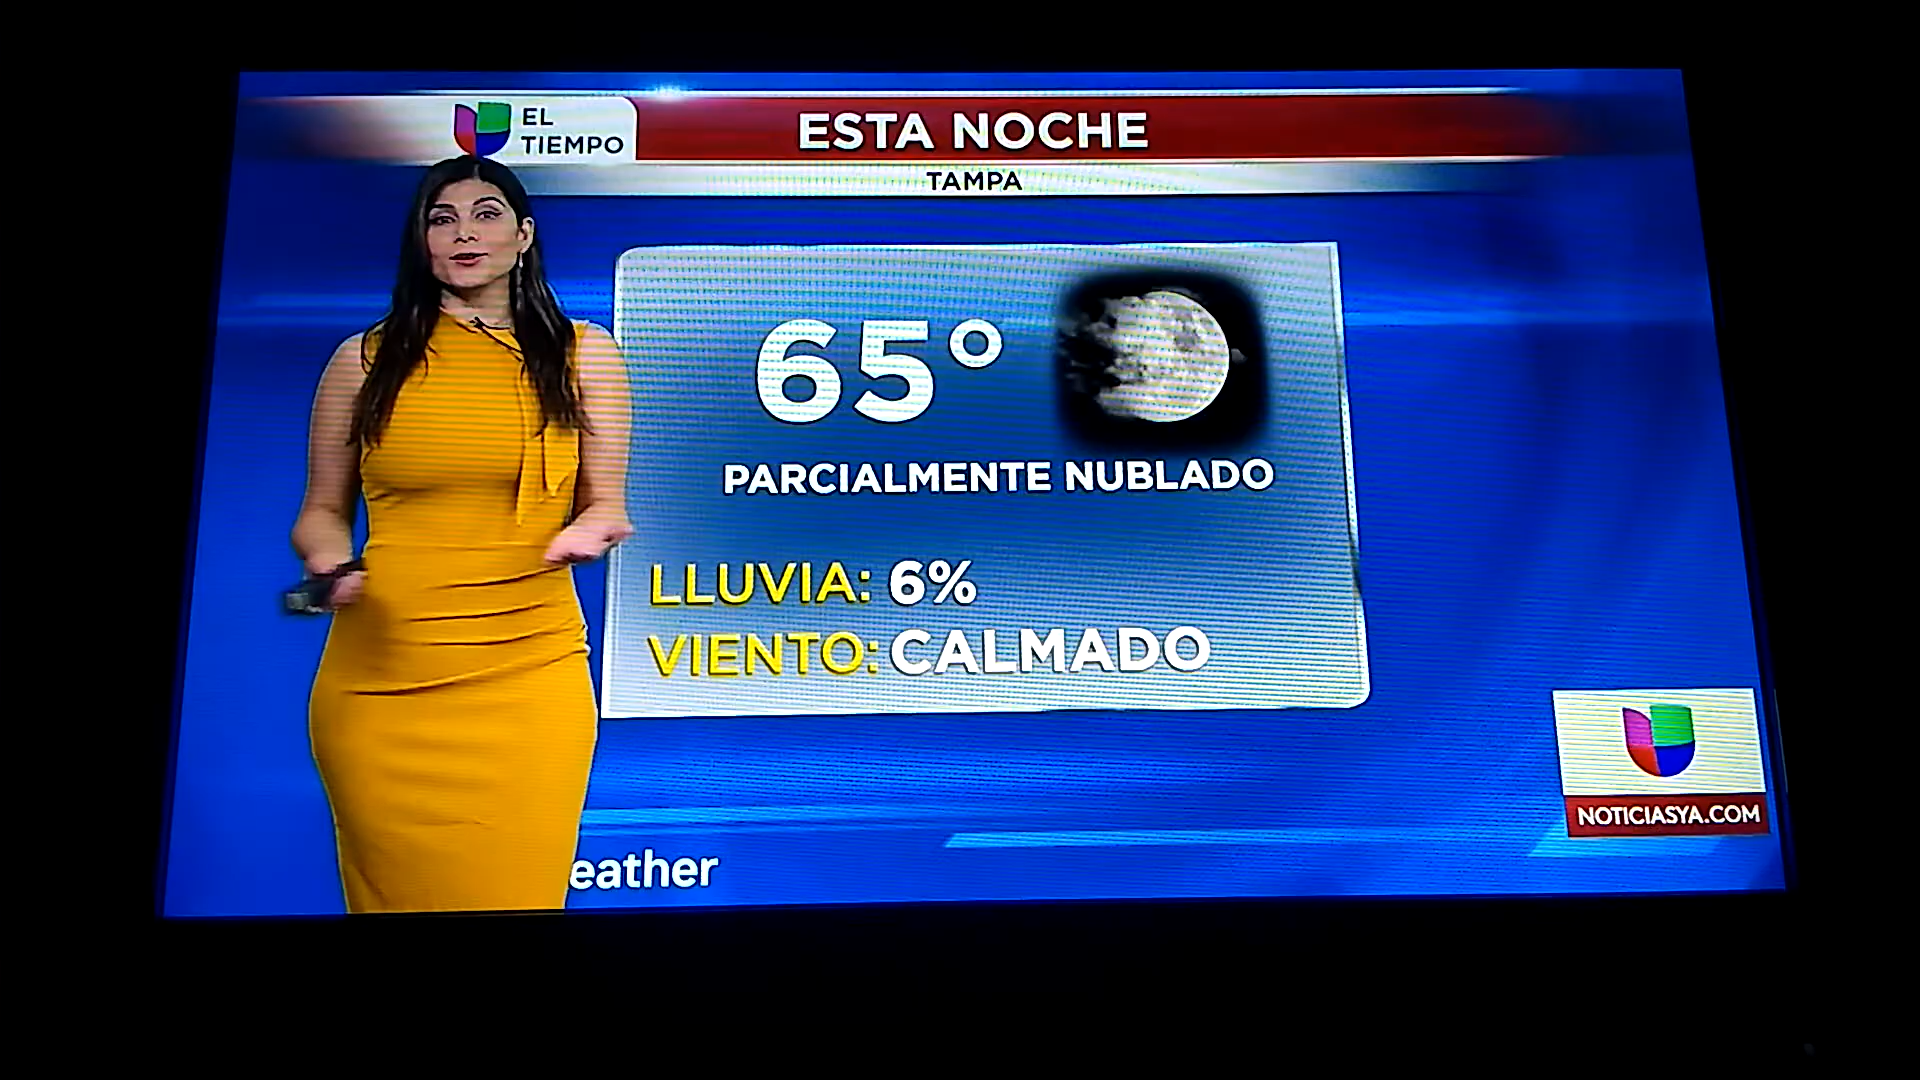 EL
TIEMPO
ESTA NOCHE
TAMPA
65°
PARCIALMENTE NUBLADO
LLUVIA: 6%
VIENTO: CALMADO
NOTICIASYA.COM
eather